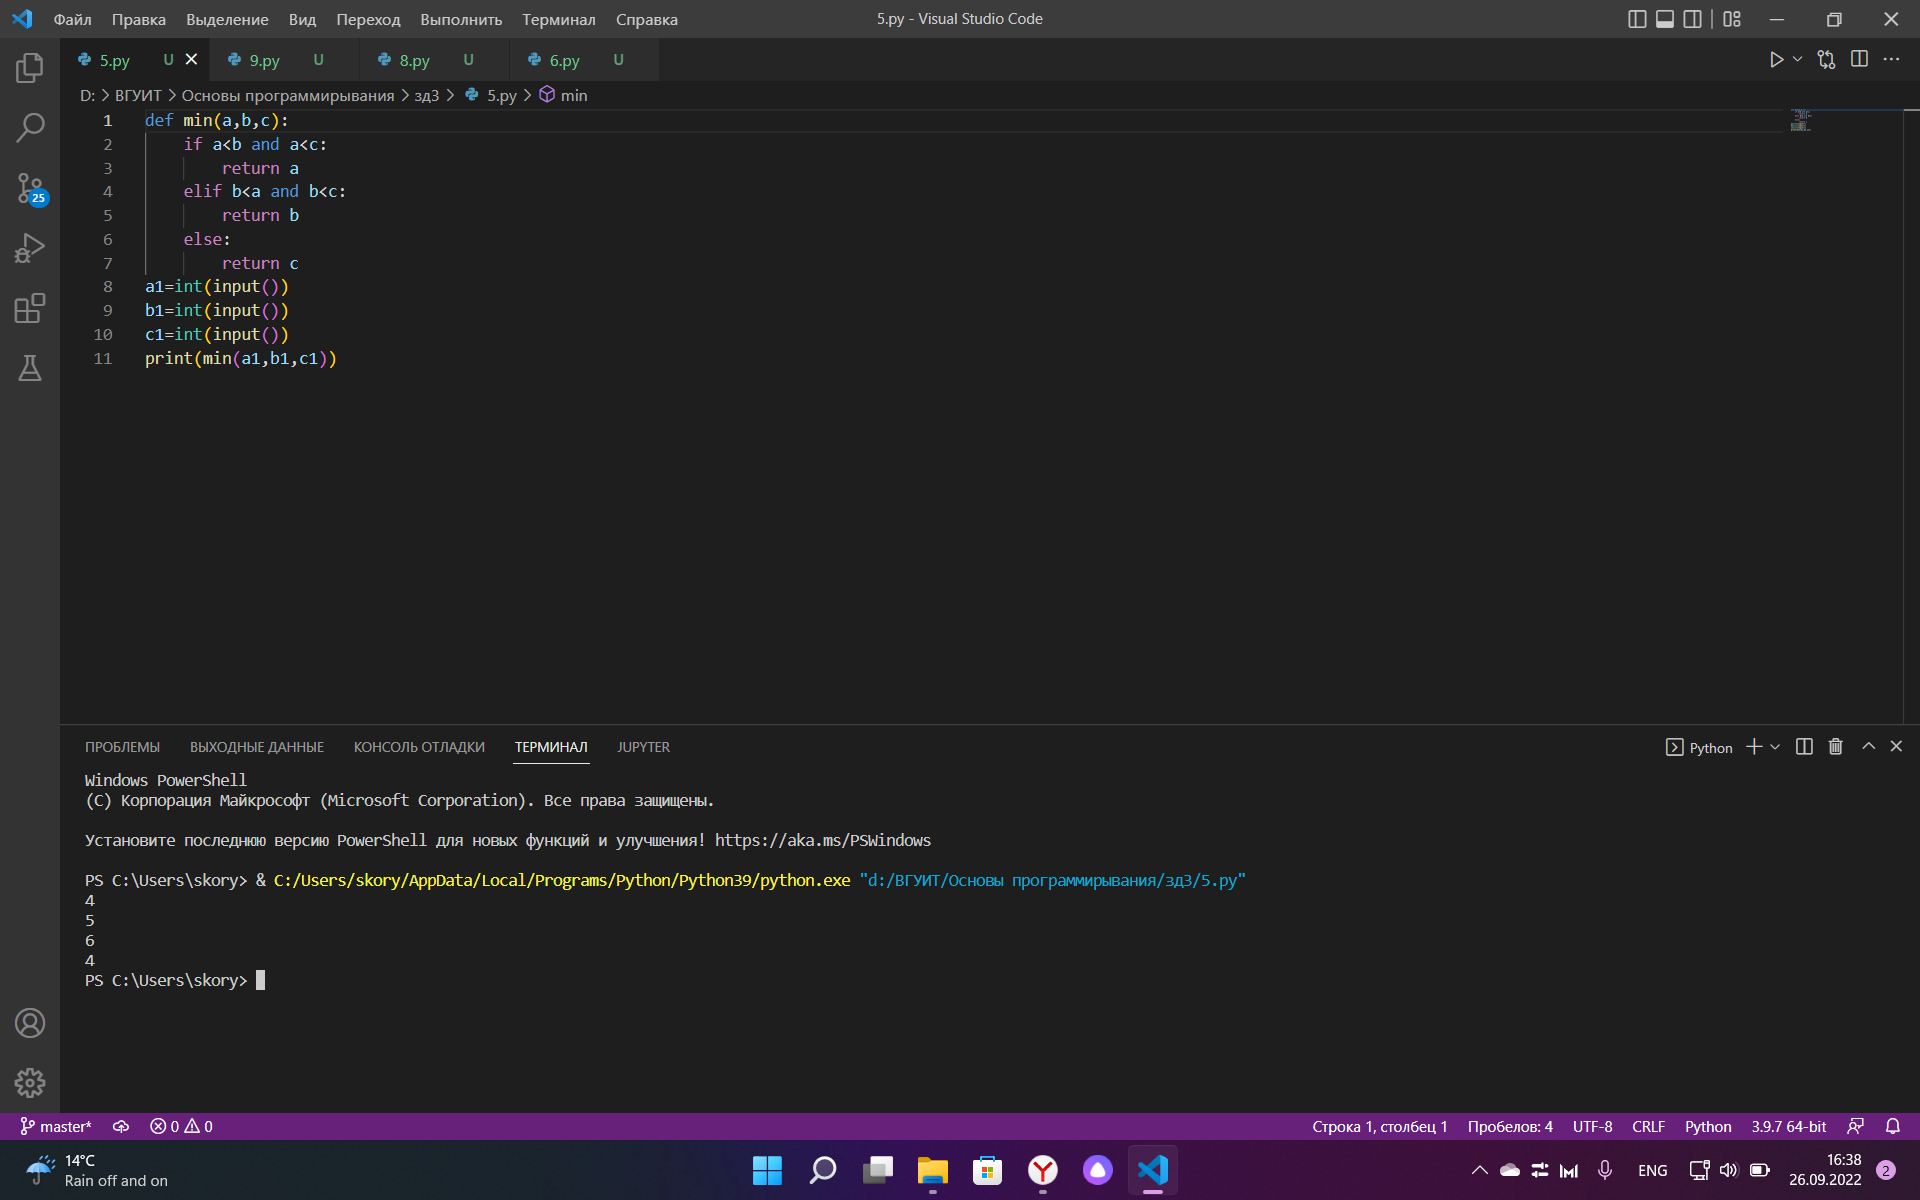 Файл Правка Выделение Вид Переход Выполнить Терминал Справка 5.py - Visual Studio Code
5.py U 9.py U 8.py U 6.py U
D: > ВГУИТ > Основы программирывания > зд3 > 5.py > min
1 def min(a,b,c):
2 if a<b and a<c:
3 return a
4 elif b<a and b<c:
5 return b
6 else:
7 return c
8 a1=int(input())
9 b1=int(input())
10 c1=int(input())
11 print(min(a1,b1,c1))
25
ПРОБЛЕМЫ ВЫХОДНЫЕ ДАННЫЕ КОНСОЛЬ ОТЛАДКИ ТЕРМИНАЛ JUPYTER Python
Windows PowerShell
(C) Корпорация Майкрософт (Microsoft Corporation). Все права защищены.
Установите последнюю версию PowerShell для новых функций и улучшения! https://aka.ms/PSWindows
PS C:\Users\skory> & C:/Users/skory/AppData/Local/Programs/Python/Python39/python.exe "d:/ВГУИТ/Основы программирывания/зд3/5.py"
4
5
6
4
PS C:\Users\skory>
master* 0 0 Строка 1, столбец 1 Пробелов: 4 UTF-8 CRLF Python 3.9.7 64-bit
14°C
Rain off and on
ENG
16:38
26.09.2022
2